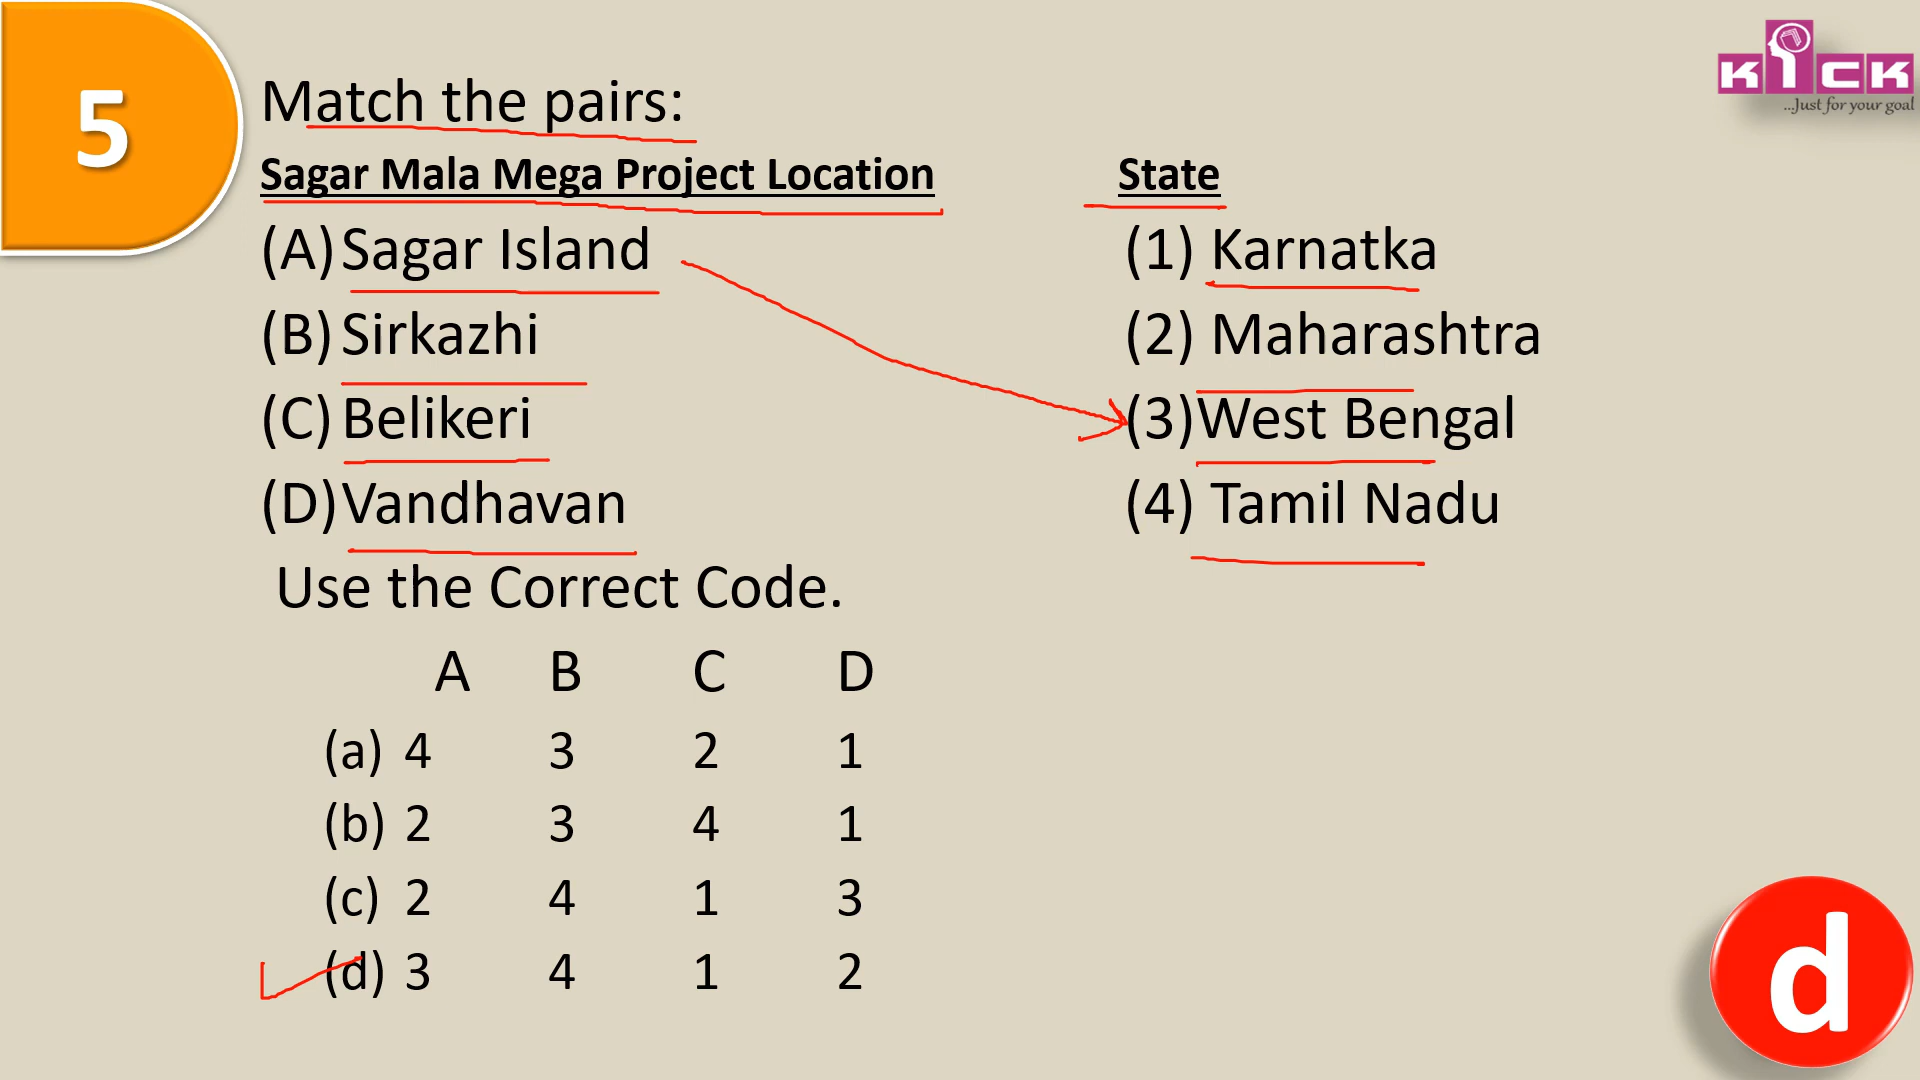 5
KICK
...Just for your goal
Match the pairs:
Sagar Mala Mega Project Location State
(A) Sagar Island (1) Karnatka
(B) Sirkazhi (2) Maharashtra
(C) Belikeri (3) West Bengal
(D) Vandhavan (4) Tamil Nadu
Use the Correct Code.
A B C D
(a) 4 3 2 1
(b) 2 3 4 1
(c) 2 4 1 3
(d) 3 4 1 2
d